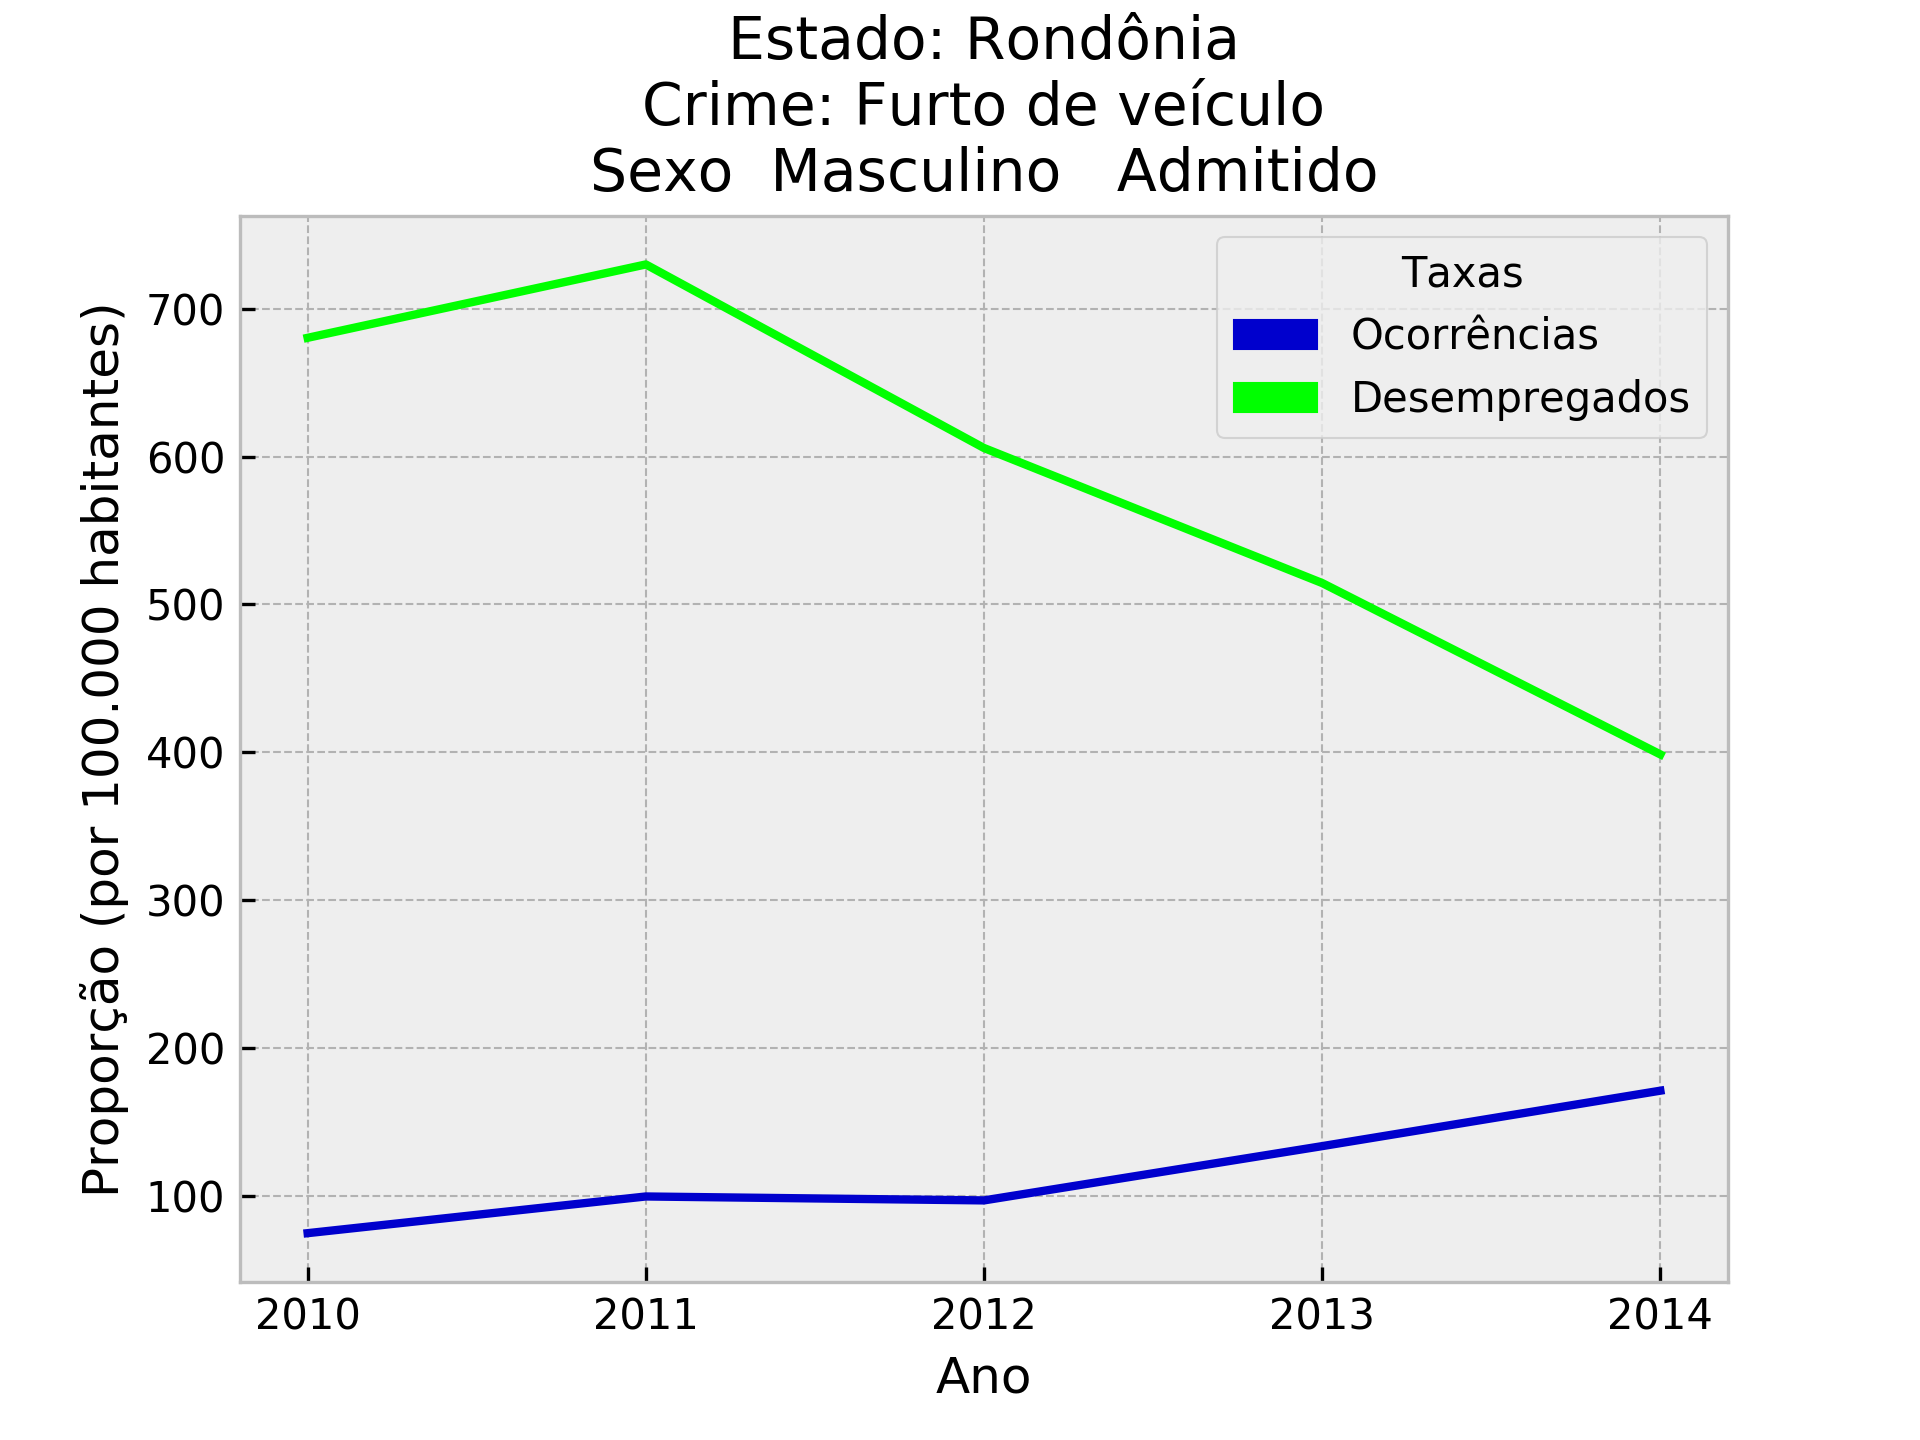 Estado: Rondônia
Crime: Furto de veículo
Sexo  Masculino   Admitido
Taxas
Ocorrências
Desempregados
Proporção (por 100.000 habitantes)
700
600
500
400
300
200
100
2010 2011 2012 2013 2014
Ano